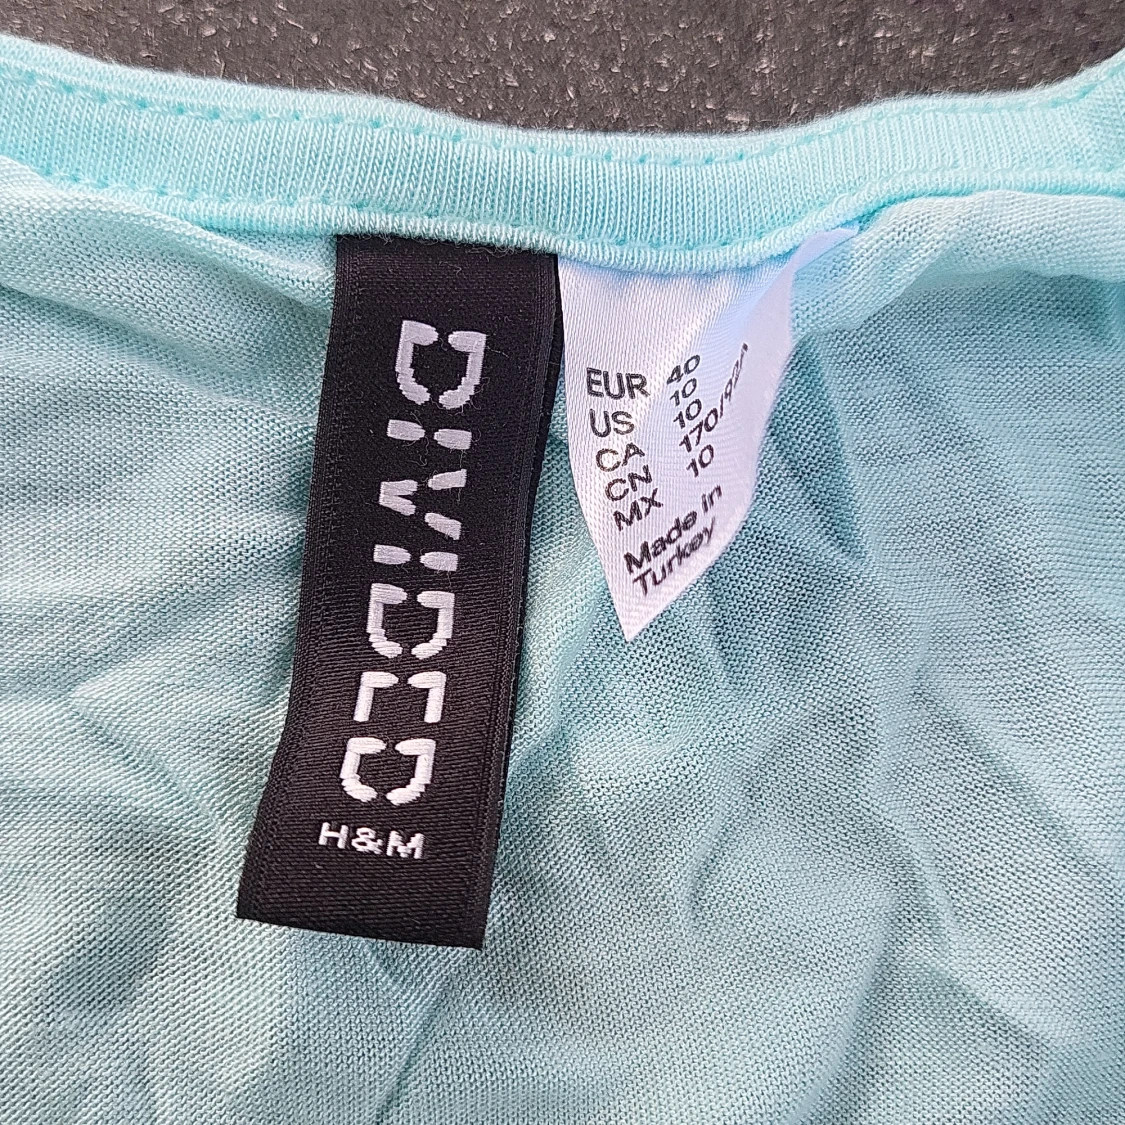 DIVIDED
H&M
EUR 40
US 10
CA 10
CN 170/92A
MX 10
Made in
Turkey